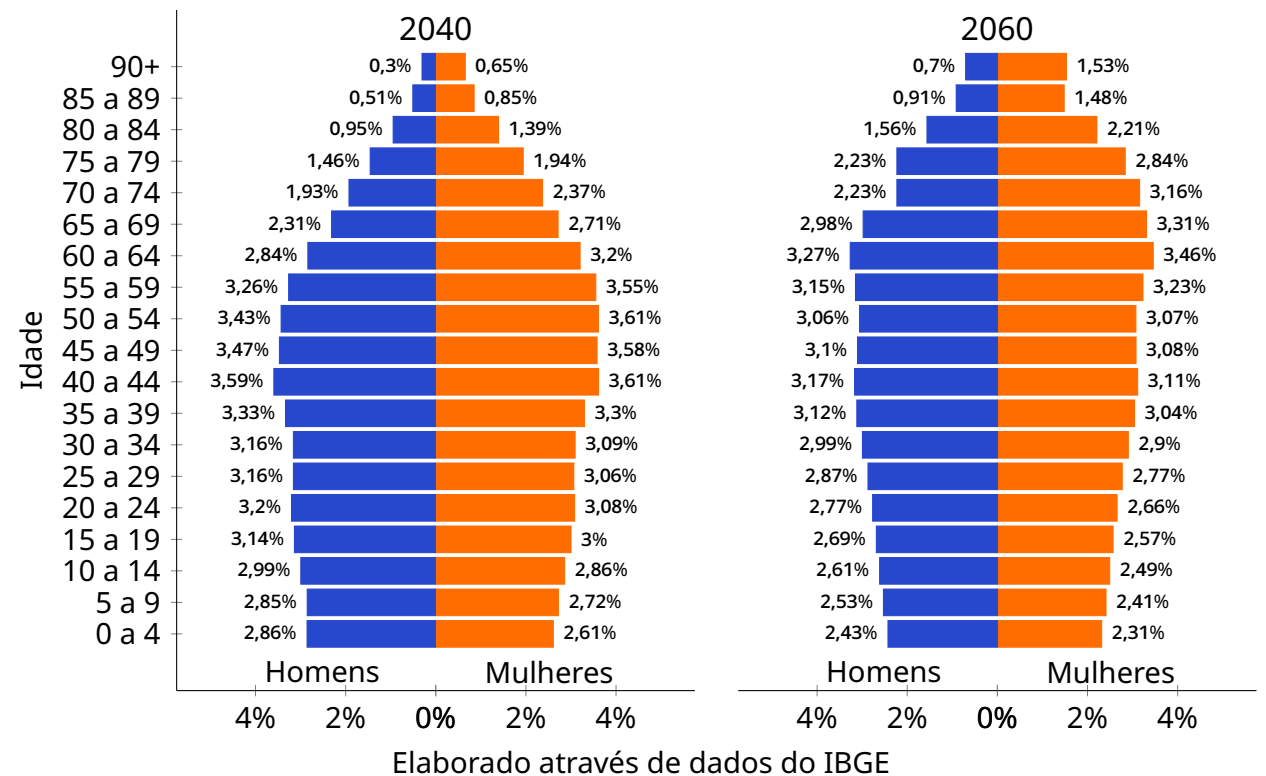 2040 2060
90+ 0,3% 0,65% 0,7% 1,53%
85 a 89 0,51% 0,85% 0,91% 1,48%
80 a 84 0,95% 1,39% 1,56% 2,21%
75 a 79 1,46% 1,94% 2,23% 2,84%
70 a 74 1,93% 2,37% 2,23% 3,16%
65 a 69 2,31% 2,71% 2,98% 3,31%
60 a 64 2,84% 3,2% 3,27% 3,46%
55 a 59 3,26% 3,55% 3,15% 3,23%
50 a 54 3,43% 3,61% 3,06% 3,07%
45 a 49 3,47% 3,58% 3,1% 3,08%
40 a 44 3,59% 3,61% 3,17% 3,11%
35 a 39 3,33% 3,3% 3,12% 3,04%
30 a 34 3,16% 3,09% 2,99% 2,9%
25 a 29 3,16% 3,06% 2,87% 2,77%
20 a 24 3,2% 3,08% 2,77% 2,66%
15 a 19 3,14% 3% 2,69% 2,57%
10 a 14 2,99% 2,86% 2,61% 2,49%
5 a 9 2,85% 2,72% 2,53% 2,41%
0 a 4 2,86% 2,61% 2,43% 2,31%
Idade
Homens Mulheres Homens Mulheres
4% 2% 0% 2% 4% 4% 2% 0% 2% 4%
Elaborado através de dados do IBGE